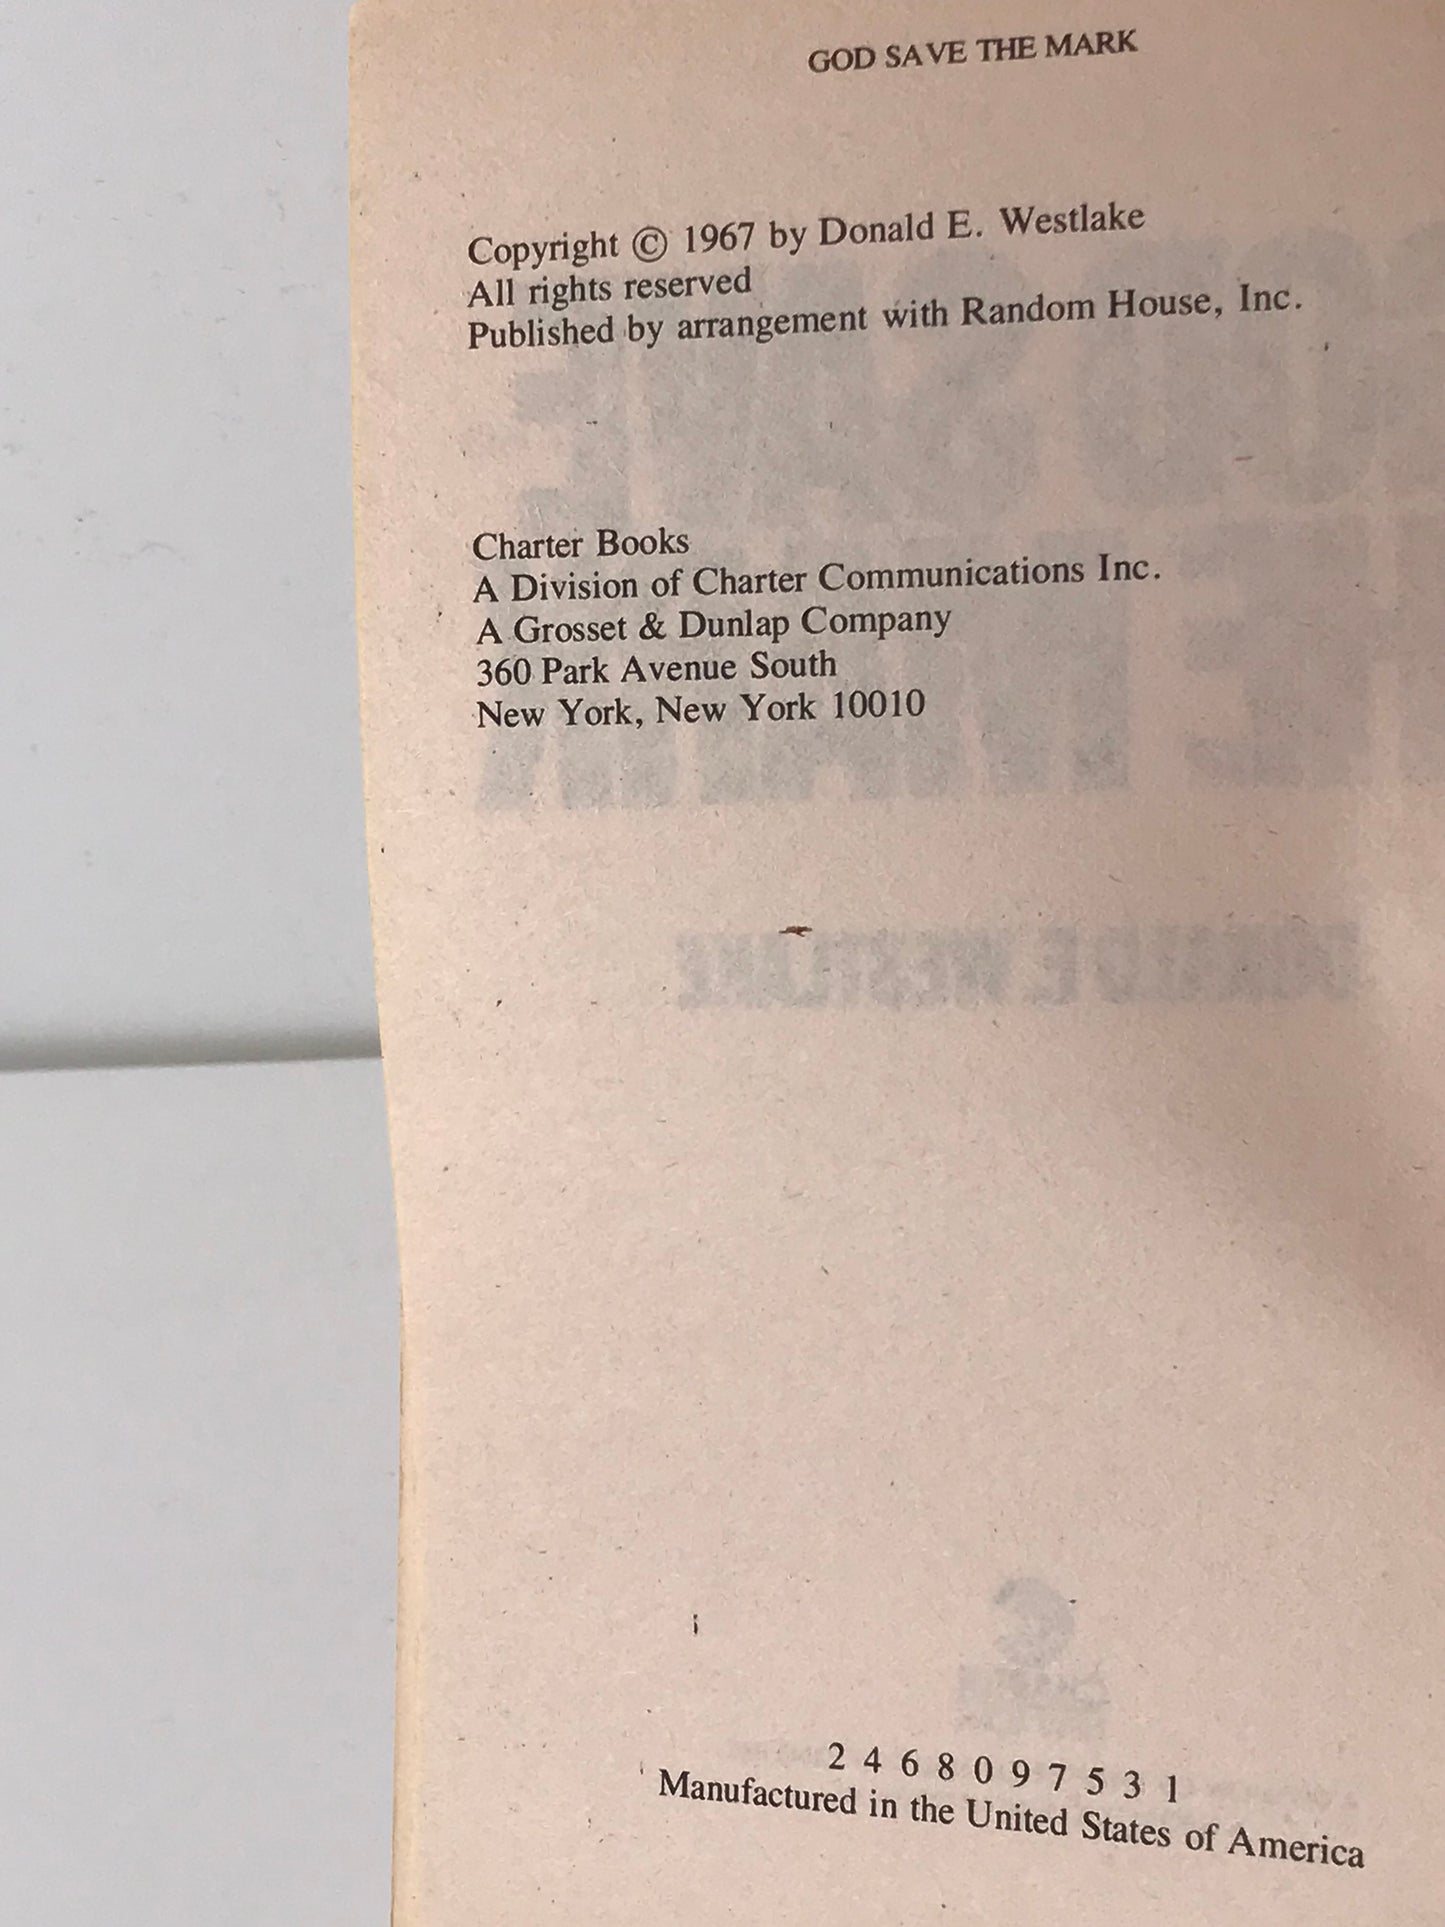 GOD SAVE THE MARK
Copyright © 1967 by Donald E. Westlake
All rights reserved
Published by arrangement with Random House, Inc.
Charter Books
A Division of Charter Communications Inc.
A Grosset & Dunlap Company
360 Park Avenue South
New York, New York 10010
2 4 6 8 0 9 7 5 3 1
Manufactured in the United States of America